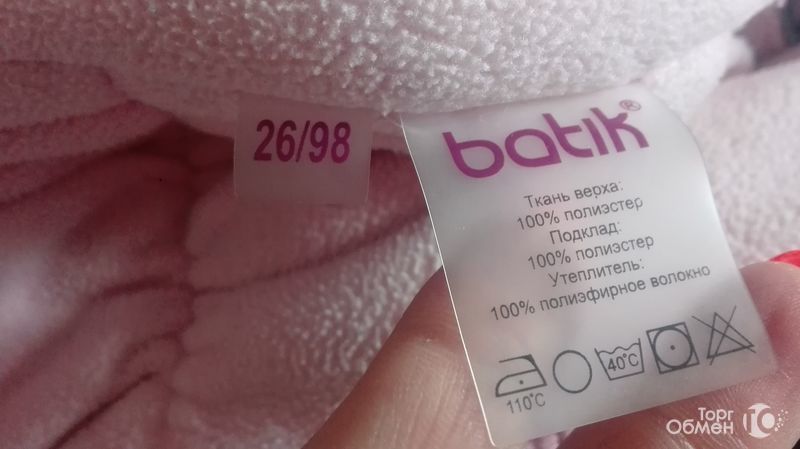 26/98
batik®
Ткань верха:
100% полиэстер
Подклад:
100% полиэстер
Утеплитель:
100% полиэфирное волокно
110°C
40°C
Торг
Обмен